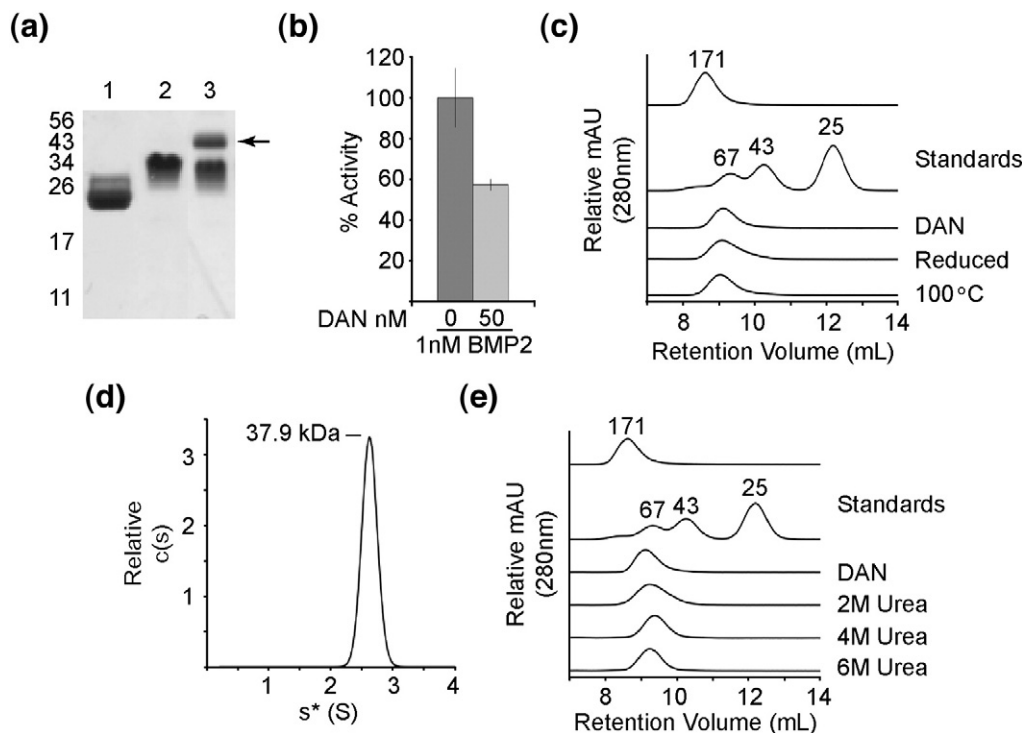 (a)
1 2 3
56
43
34
26
17
11
(b)
% Activity
120
100
80
60
40
20
DAN nM 0 50
1nM BMP2
(c)
Relative mAU
(280nm)
171
67 43 25
Standards
DAN
Reduced
100°C
8 10 12 14
Retention Volume (mL)
(d)
Relative
c(s)
37.9 kDa
3
2
1
1 2 3 4
s* (S)
(e)
Relative mAU
(280nm)
171
67 43 25
Standards
DAN
2M Urea
4M Urea
6M Urea
8 10 12 14
Retention Volume (mL)